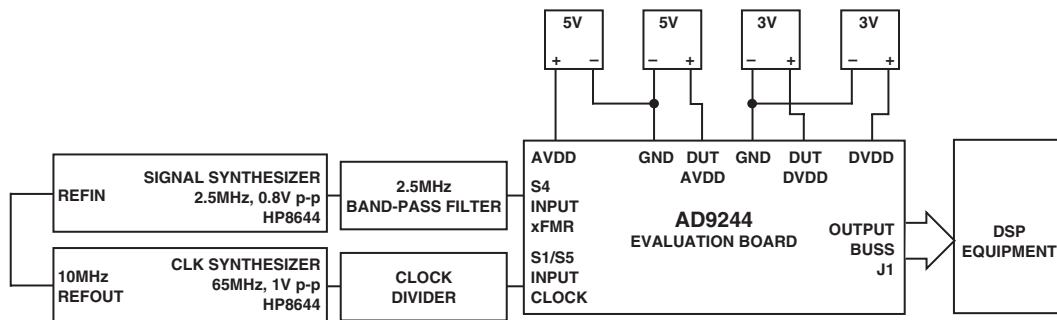 5V
5V
3V
3V
+ –
– +
– +
– +
AVDD
GND
DUT
AVDD
GND
DUT
DVDD
DVDD
REFIN
SIGNAL SYNTHESIZER
2.5MHz, 0.8V p-p
HP8644
2.5MHz
BAND-PASS FILTER
S4
INPUT
xFMR
AD9244
EVALUATION BOARD
OUTPUT
BUSS
J1
DSP
EQUIPMENT
10MHz
REFOUT
CLK SYNTHESIZER
65MHz, 1V p-p
HP8644
CLOCK
DIVIDER
S1/S5
INPUT
CLOCK